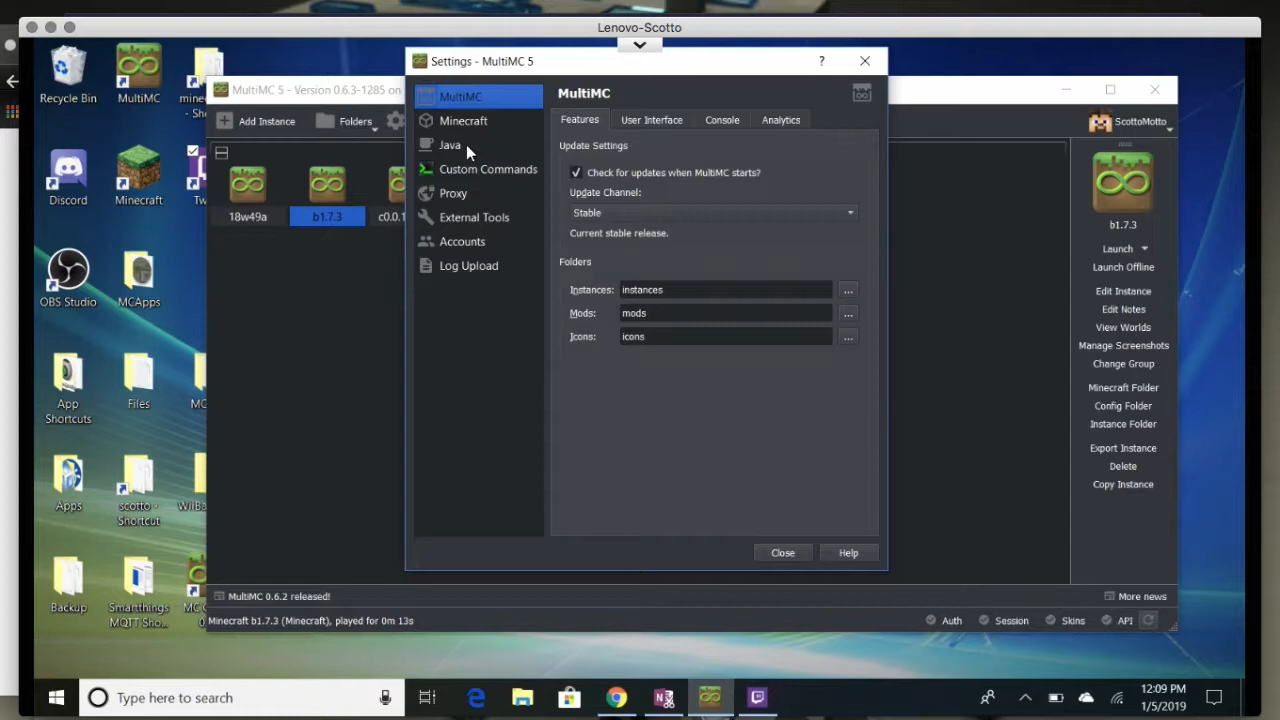 Lenovo-Scotto
Recycle Bin
MultiMC
Discord
Minecraft
OBS Studio
MCApps
App Shortcuts
Files
Apps
scotto - Shortcut
Backup
Smartthings MQTT Sho...
MultiMC 5 - Version 0.6.3-1285 on
Add Instance
Folders
ScottoMotto
18w49a
b1.7.3
c0.0.1
Settings - MultiMC 5
?
MultiMC
Minecraft
Java
Custom Commands
Proxy
External Tools
Accounts
Log Upload
MultiMC
Features
User Interface
Console
Analytics
Update Settings
Check for updates when MultiMC starts?
Update Channel:
Stable
Current stable release.
Folders
Instances: instances ...
Mods: mods ...
Icons: icons ...
Close
Help
b1.7.3
Launch
Launch Offline
Edit Instance
Edit Notes
View Worlds
Manage Screenshots
Change Group
Minecraft Folder
Config Folder
Instance Folder
Export Instance
Delete
Copy Instance
MultiMC 0.6.2 released!
More news
Minecraft b1.7.3 (Minecraft), played for 0m 13s
Auth
Session
Skins
API
Type here to search
12:09 PM
1/5/2019